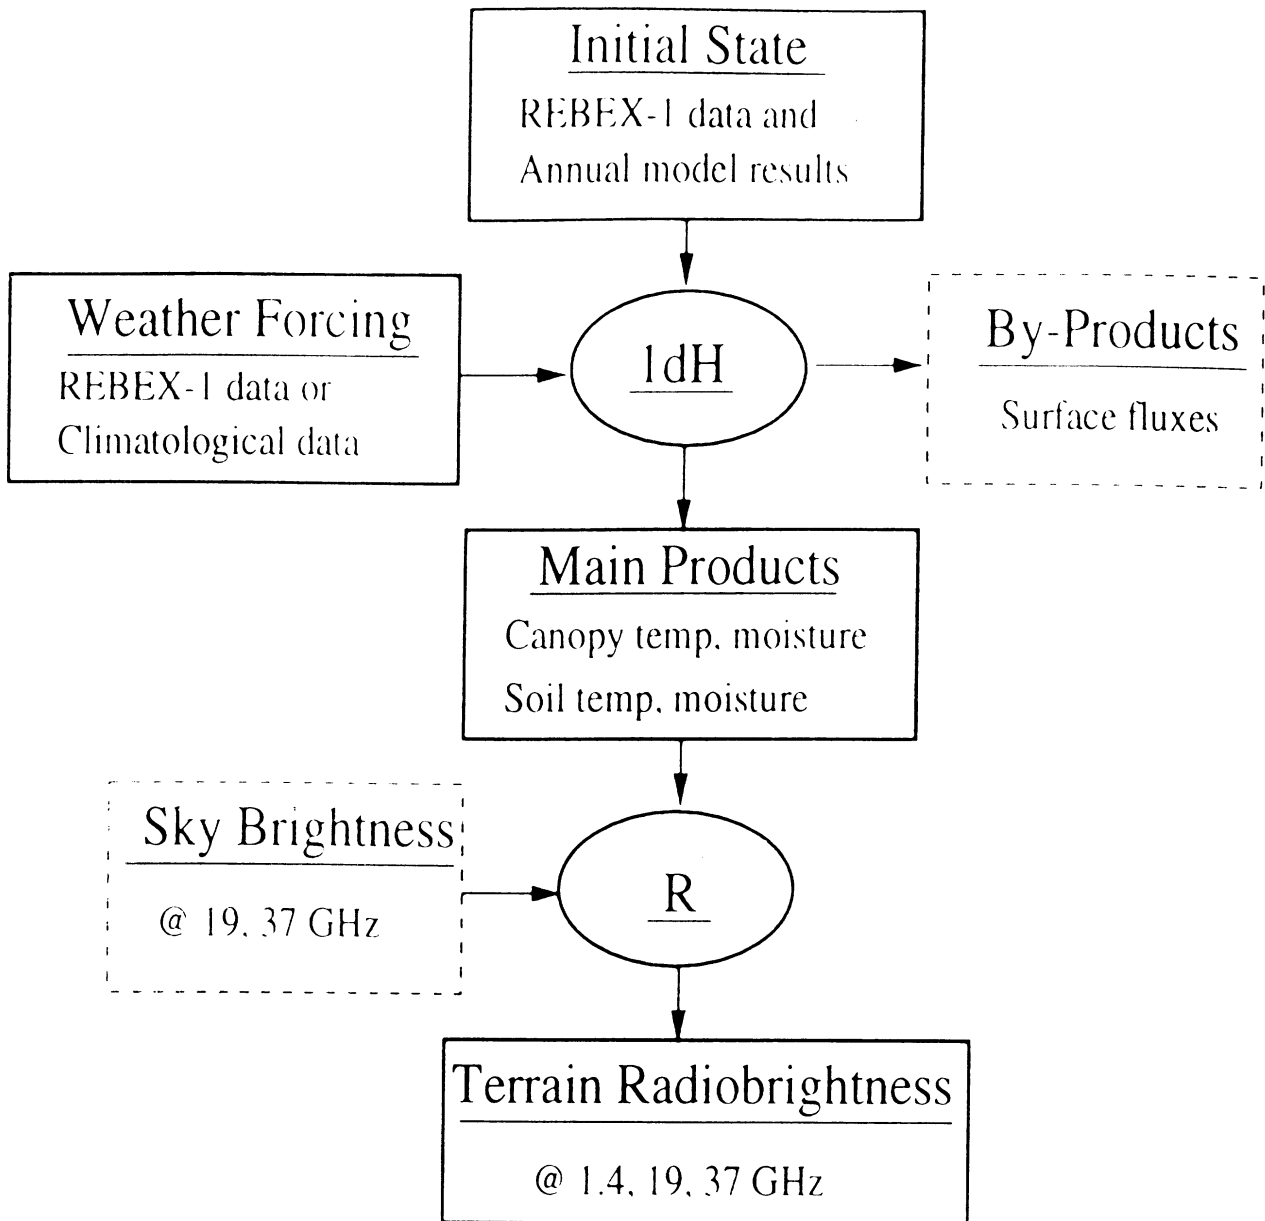 Initial State
REBEX-1 data and
Annual model results
Weather Forcing
REBEX-1 data or
Climatological data
1dH
By-Products
Surface fluxes
Main Products
Canopy temp, moisture
Soil temp, moisture
Sky Brightness
@ 19, 37 GHz
R
Terrain Radiobrightness
@ 1.4, 19, 37 GHz